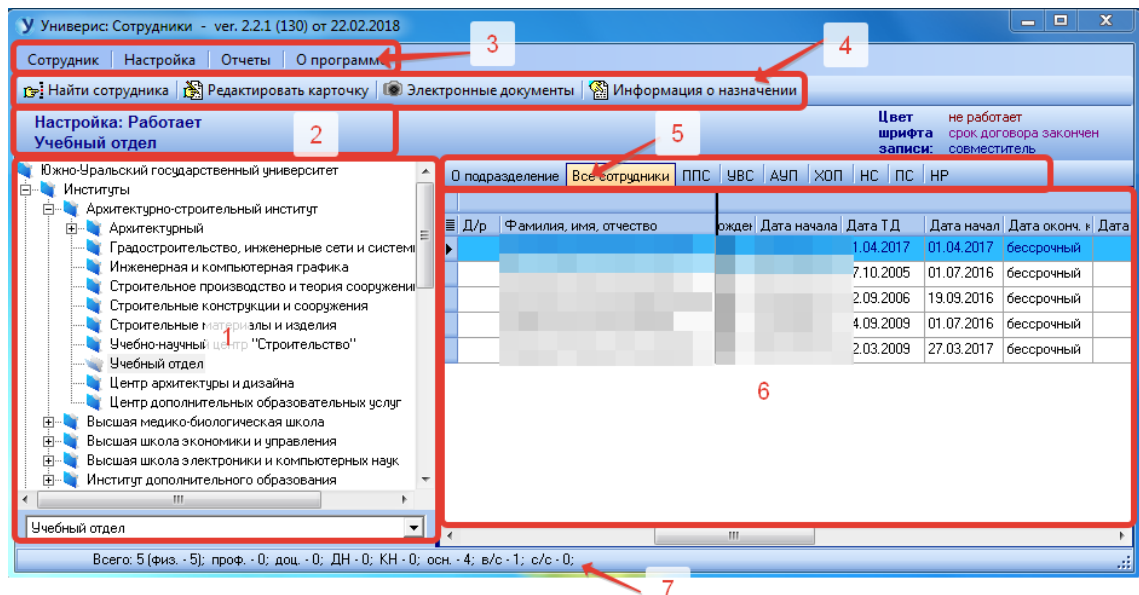 Универис: Сотрудники - ver. 2.2.1 (130) от 22.02.2018
Сотрудник Настройка Отчеты О программе
3
4
Найти сотрудника Редактировать карточку Электронные документы Информация о назначении
Настройка: Работает
Учебный отдел
2
5
Цвет шрифта записи:
не работает
срок договора закончен
совместитель
Южно-Уральский государственный университет
Институты
Архитектурно-строительный институт
Архитектурный
Градостроительство, инженерные сети и систем
Инженерная и компьютерная графика
Строительное производство и теория сооружени
Строительные конструкции и сооружения
Строительные материалы и изделия
Учебно-научный центр "Строительство"
1
Учебный отдел
Центр архитектуры и дизайна
Центр дополнительных образовательных услуг
Высшая медико-биологическая школа
Высшая школа экономики и управления
Высшая школа электроники и компьютерных наук
Институт дополнительного образования
Учебный отдел
О подразделение Все сотрудники ППС УВС АУП ХОП НС ПС НР
Д/р Фамилия, имя, отчество ожден Дата начала Дата ТД Дата начал Дата оконч. к Дата
1.04.2017 01.04.2017 бессрочный
7.10.2005 01.07.2016 бессрочный
2.09.2006 19.09.2016 бессрочный
4.09.2009 01.07.2016 бессрочный
2.03.2009 27.03.2017 бессрочный
6
Всего: 5 (физ. - 5); проф. - 0; доц. - 0; ДН - 0; КН - 0; осн. - 4; в/с - 1; с/с - 0;
7